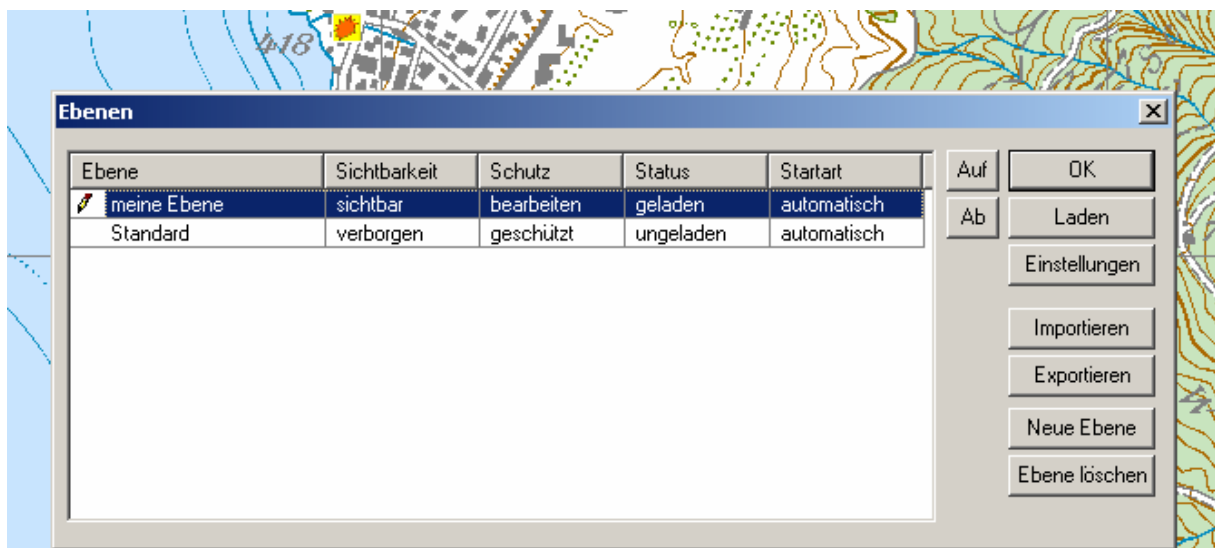 418
Ebenen
Ebene Sichtbarkeit Schutz Status Startart
meine Ebene sichtbar bearbeiten geladen automatisch
Standard verborgen geschützt ungeladen automatisch
Auf
Ab
OK
Laden
Einstellungen
Importieren
Exportieren
Neue Ebene
Ebene löschen